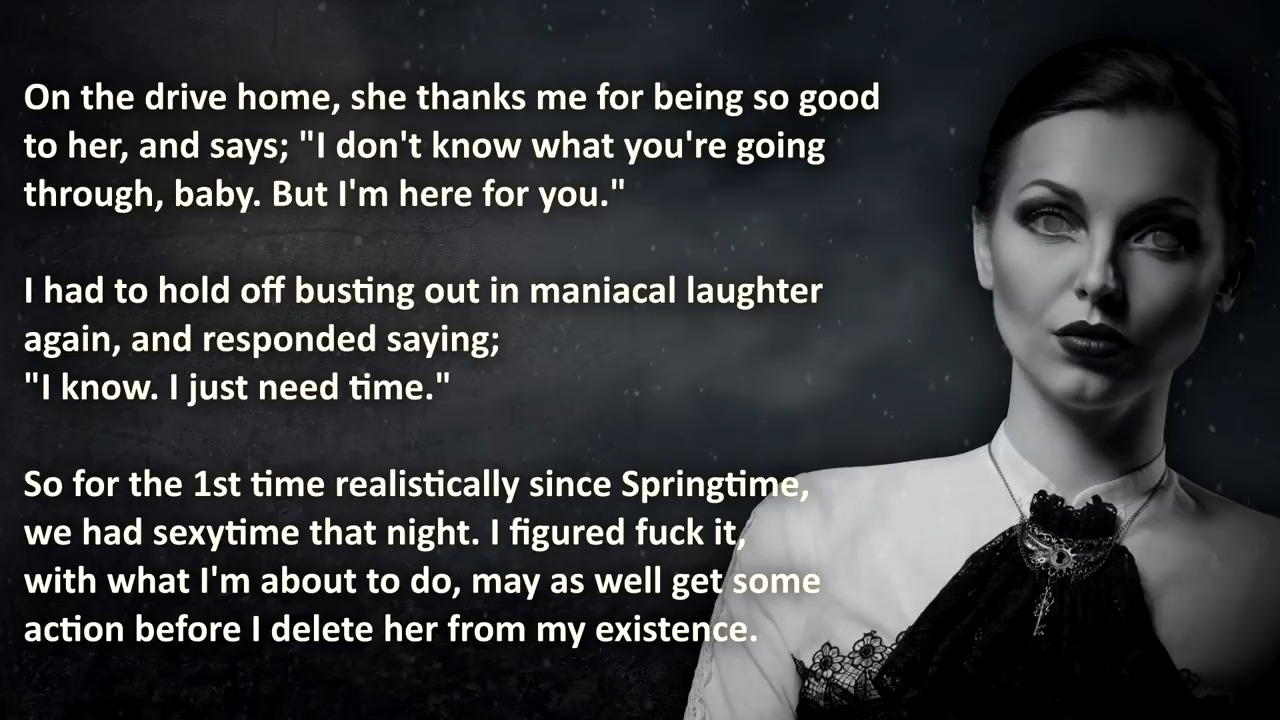 On the drive home, she thanks me for being so good
to her, and says; "I don't know what you're going
through, baby. But I'm here for you."
I had to hold off busting out in maniacal laughter
again, and responded saying;
"I know. I just need time."
So for the 1st time realistically since Springtime,
we had sexytime that night. I figured fuck it,
with what I'm about to do, may as well get some
action before I delete her from my existence.